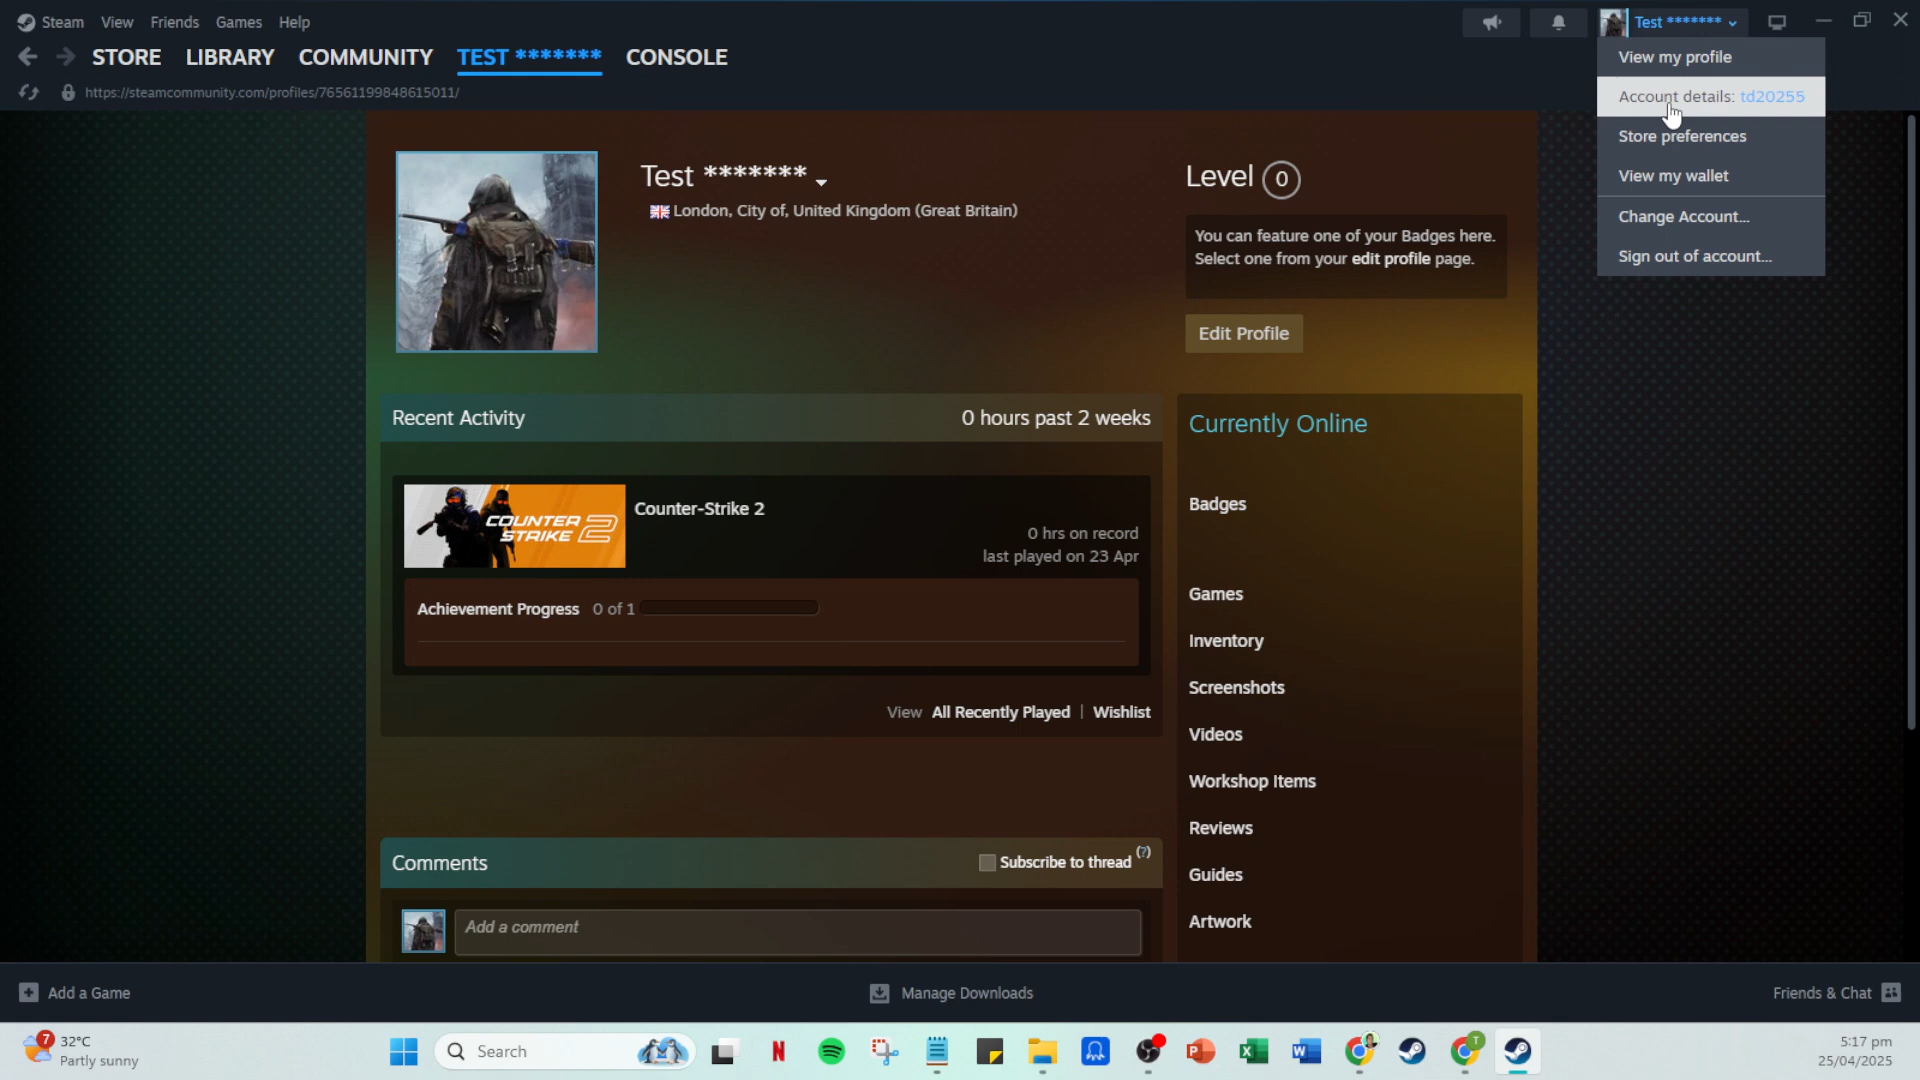 Steam View Friends Games Help
Test *******
STORE LIBRARY COMMUNITY TEST ******* CONSOLE
https://steamcommunity.com/profiles/76561199848615011/
View my profile
Account details: td20255
Store preferences
View my wallet
Change Account...
Sign out of account...
Test *******
London, City of, United Kingdom (Great Britain)
Level 0
You can feature one of your Badges here.
Select one from your edit profile page.
Edit Profile
Recent Activity 0 hours past 2 weeks
COUNTER
STRIKE 2
Counter-Strike 2
0 hrs on record
last played on 23 Apr
Achievement Progress 0 of 1
View All Recently Played | Wishlist
Comments
Subscribe to thread (?)
Add a comment
Currently Online
Badges
Games
Inventory
Screenshots
Videos
Workshop Items
Reviews
Guides
Artwork
Add a Game
Manage Downloads
Friends & Chat
7
32°C
Partly sunny
Search
N
P
X
W
T
5:17 pm
25/04/2025